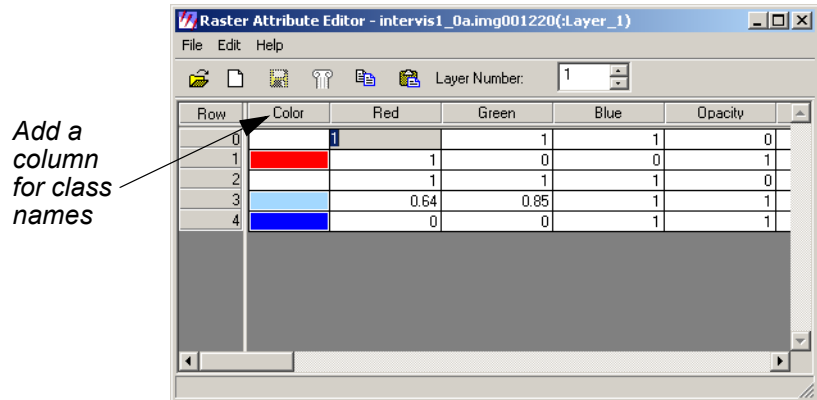 Raster Attribute Editor - intervis1_0a.img001220(:Layer_1)
File Edit Help
Layer Number: 1
Row Color Red Green Blue Opacity
0 1 1 1 0
1 1 0 0 1
2 1 1 1 0
3 0.64 0.85 1 1
4 0 0 1 1
Add a
column
for class
names